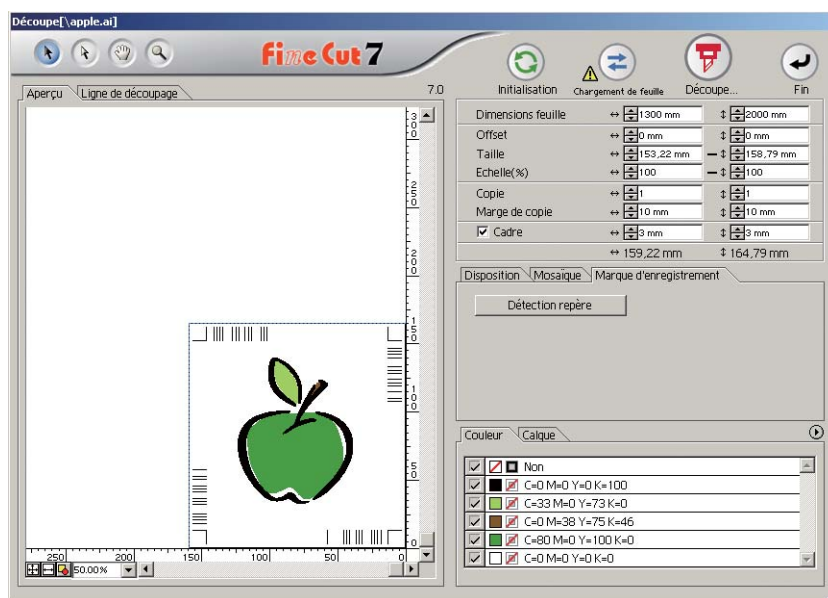 Découpe[\apple.ai]
FineCut 7
7.0
Initialisation
Chargement de feuille
Découpe...
Fin
Aperçu
Ligne de découpage
Dimensions feuille 1300 mm 2000 mm
Offset 0 mm 0 mm
Taille 153,22 mm 158,79 mm
Echelle(%) 100 100
Copie 1 1
Marge de copie 10 mm 10 mm
Cadre 3 mm 3 mm
159,22 mm 164,79 mm
Disposition Mosaïque Marque d'enregistrement
Détection repère
Couleur Calque
Non
C=0 M=0 Y=0 K=100
C=33 M=0 Y=73 K=0
C=0 M=38 Y=75 K=46
C=80 M=0 Y=100 K=0
C=0 M=0 Y=0 K=0
300
250
200
150
100
50
0
250 200 150 100 50 0
50.00%